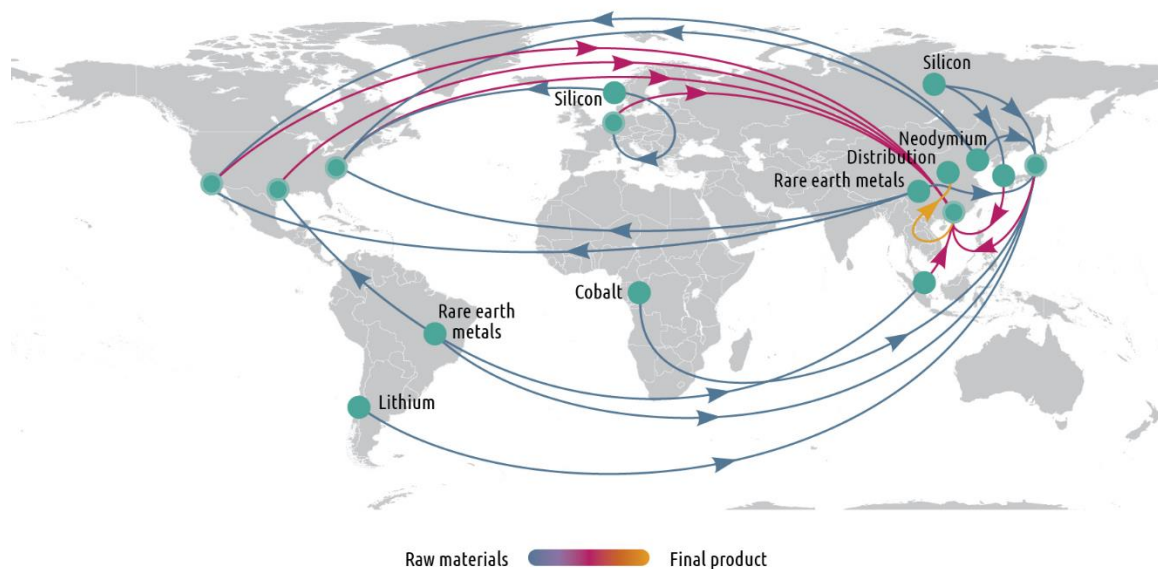 Silicon
Silicon
Neodymium
Distribution
Rare earth metals
Cobalt
Rare earth
metals
Lithium
Raw materials
Final product